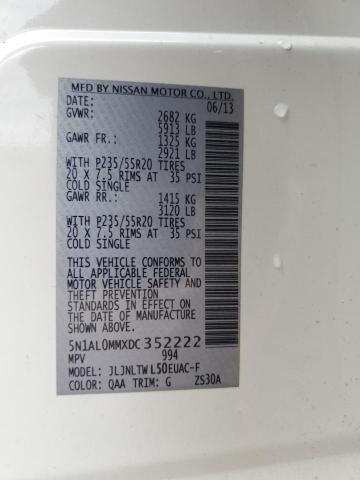 MFD BY NISSAN MOTOR CO., LTD.
DATE: 06/13
GVWR: 2682 KG
5913 LB
GAWR FR.: 1325 KG
2921 LB
WITH P235/55R20 TIRES
20 X 7.5 RIMS AT 35 PSI
COLD SINGLE
GAWR RR.: 1415 KG
3120 LB
WITH P235/55R20 TIRES
20 X 7.5 RIMS AT 35 PSI
COLD SINGLE
THIS VEHICLE CONFORMS TO
ALL APPLICABLE FEDERAL
MOTOR VEHICLE SAFETY AND
THEFT PREVENTION
STANDARDS IN EFFECT ON
THE DATE OF MANUFACTURE
SHOWN ABOVE.
5N1AL0MMXDC352222
MPV 994
MODEL: JLJNLTWL50EUAC-F
COLOR: QAA TRIM: G ZS30A